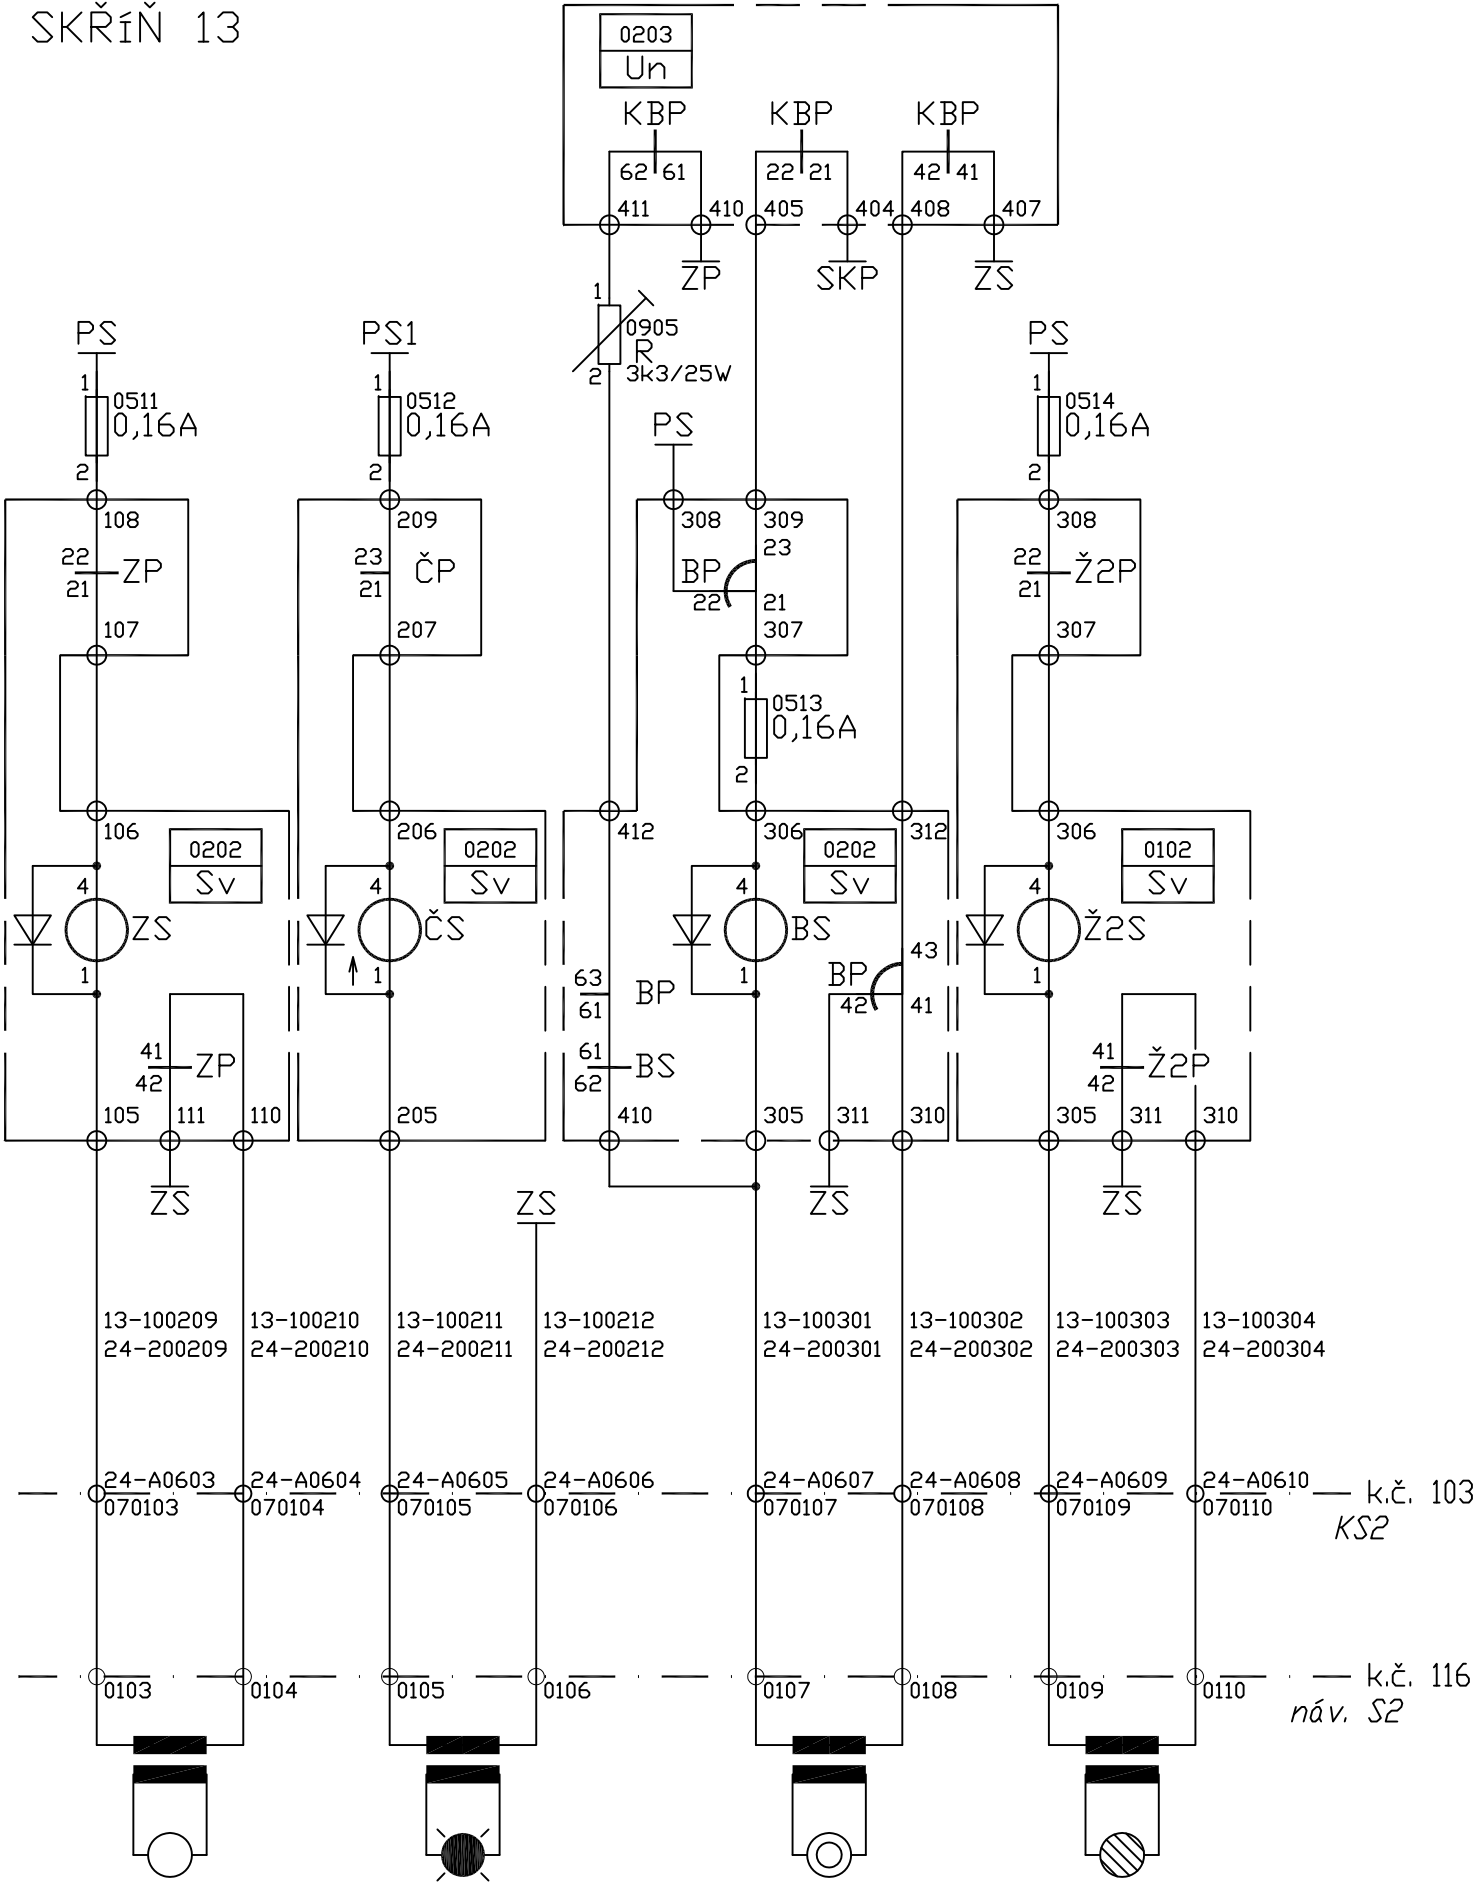 SKŘíŇ 13
0203
Un
KBP KBP KBP
62 61 22 21 42 41
411 410 405 404 408 407
ZP SKP ZS
1
0905
R
3k3/25W
2
PS PS1 PS
1 1 1
0511 0512 0514
0,16A 0,16A 0,16A
2 2 2
PS
108 209 308 309 308
22 ZP 23 ČP BP 23 22 Ž2P
21 21 22 21 21
107 207 307 307
1
0513
0,16A
2
106 206 412 306 312 306
0202 0202 0202 0102
Sv Sv Sv Sv
4 4 4 4
ZS ČS BS Ž2S
1 1 1 1
43
63 BP BP
61 42 41
41 ZP 61 BS 41 Ž2P
42 62 42
105 111 110 205 410 305 311 310 305 311 310
ZS ZS ZS ZS
13-100209 13-100210 13-100211 13-100212 13-100301 13-100302 13-100303 13-100304
24-200209 24-200210 24-200211 24-200212 24-200301 24-200302 24-200303 24-200304
24-A0603 24-A0604 24-A0605 24-A0606 24-A0607 24-A0608 24-A0609 24-A0610 k.č. 103
070103 070104 070105 070106 070107 070108 070109 070110
KS2
k.č. 116
0103 0104 0105 0106 0107 0108 0109 0110
náv. S2